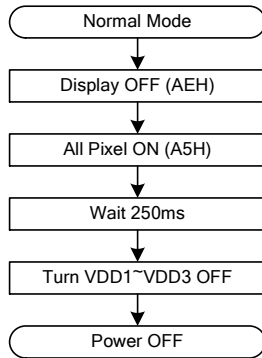 Normal Mode
Display OFF (AEH)
All Pixel ON (A5H)
Wait 250ms
Turn VDD1~VDD3 OFF
Power OFF